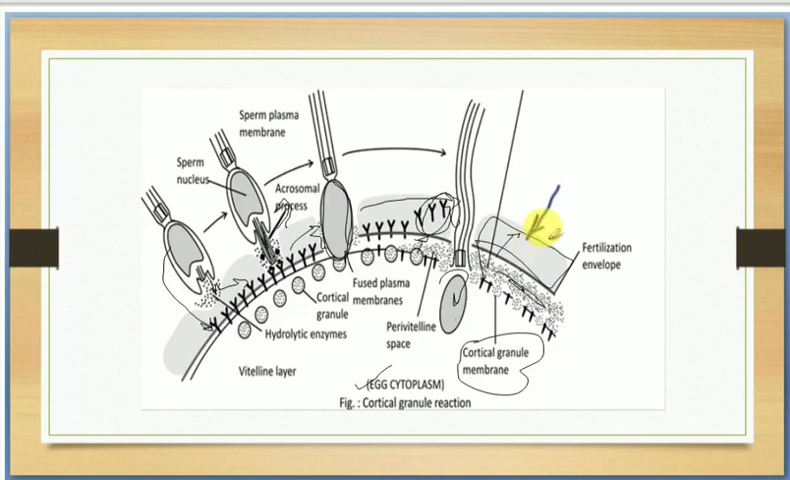 Sperm plasma
membrane
Sperm
nucleus
Acrosomal
process
Fertilization
envelope
Fused plasma
membranes
Cortical
granule
Perivitelline
space
Hydrolytic enzymes
Cortical granule
membrane
Vitelline layer
(EGG CYTOPLASM)
Fig. : Cortical granule reaction